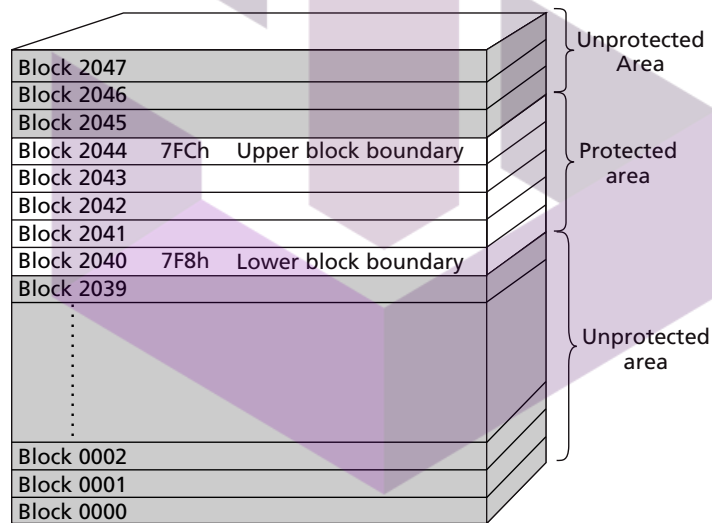 Unprotected
Area
Block 2047
Block 2046
Block 2045
Block 2044 7FCh Upper block boundary
Protected
area
Block 2043
Block 2042
Block 2041
Block 2040 7F8h Lower block boundary
Block 2039
Unprotected
area
Block 0002
Block 0001
Block 0000